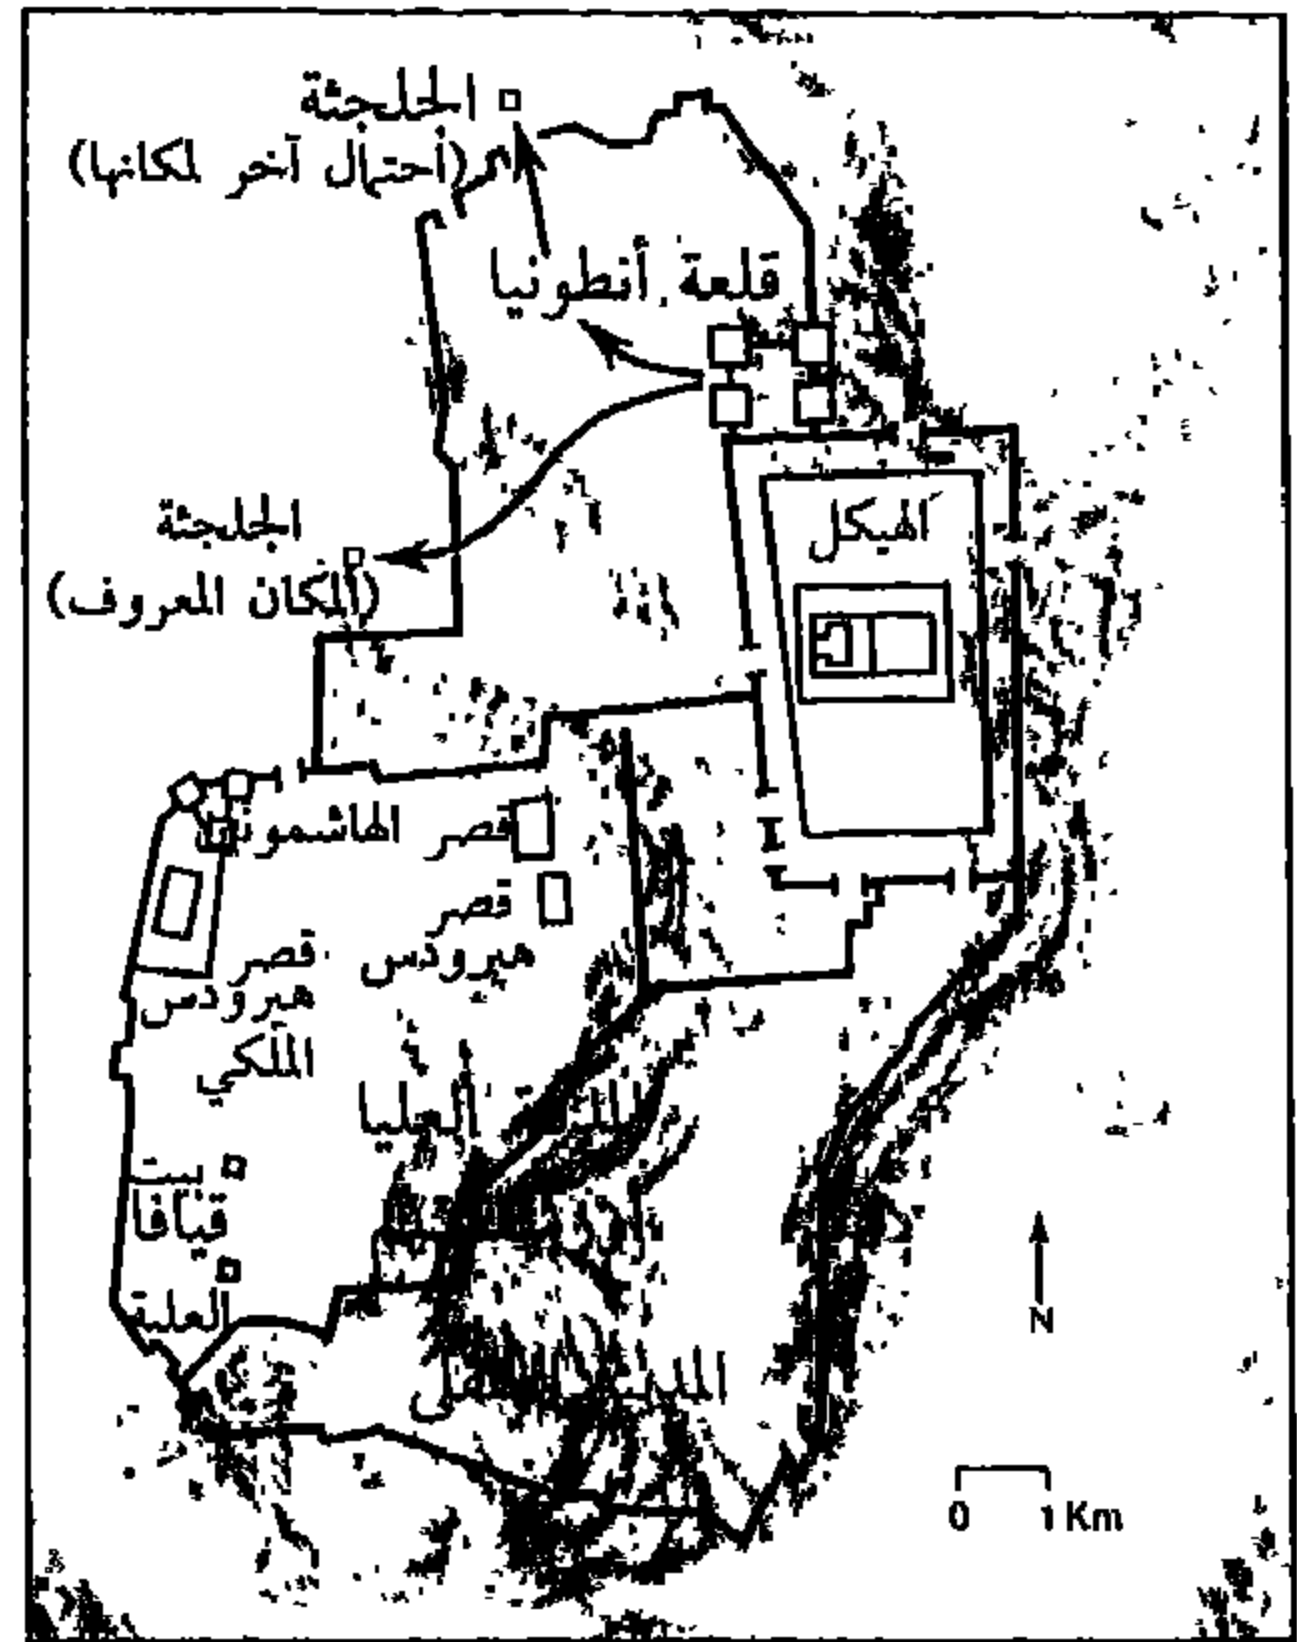 الجلجثة
(أحتمال آخر لمكانها)
قلعة أنطونيا
الهيكل
الجلجثة
(المكان المعروف)
قصر الهاشمونيين
قصر
هيرودس
قصر
هيرودس
الملكي
المدينة العليا
بيت
قيافا
العلية
المدينة السفلى
N
0 1 Km